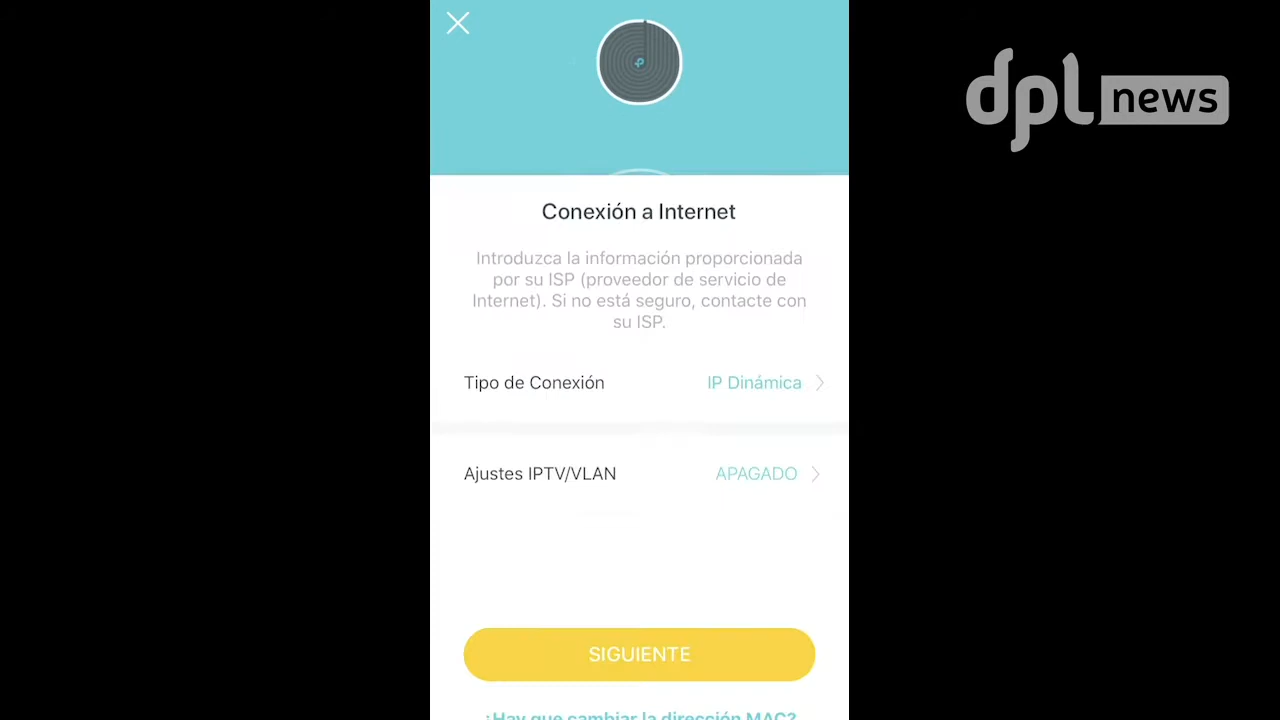 dpl news
Conexión a Internet
Introduzca la información proporcionada
por su ISP (proveedor de servicio de
Internet). Si no está seguro, contacte con
su ISP.
Tipo de Conexión IP Dinámica
Ajustes IPTV/VLAN APAGADO
SIGUIENTE
¿Hay que cambiar la dirección MAC?